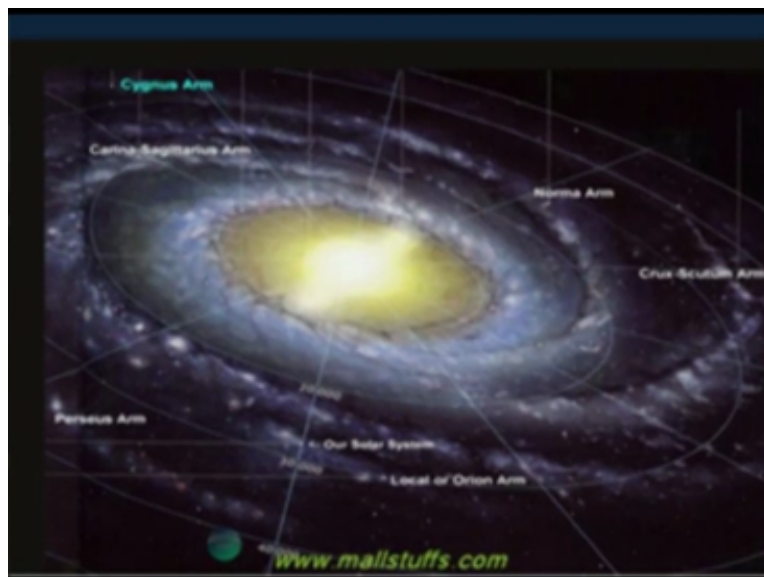 Cygnus Arm
Carina-Sagittarius Arm
Norma Arm
Crux-Scutum Arm
Perseus Arm
Our Solar System
Local or Orion Arm
www.mallstuffs.com